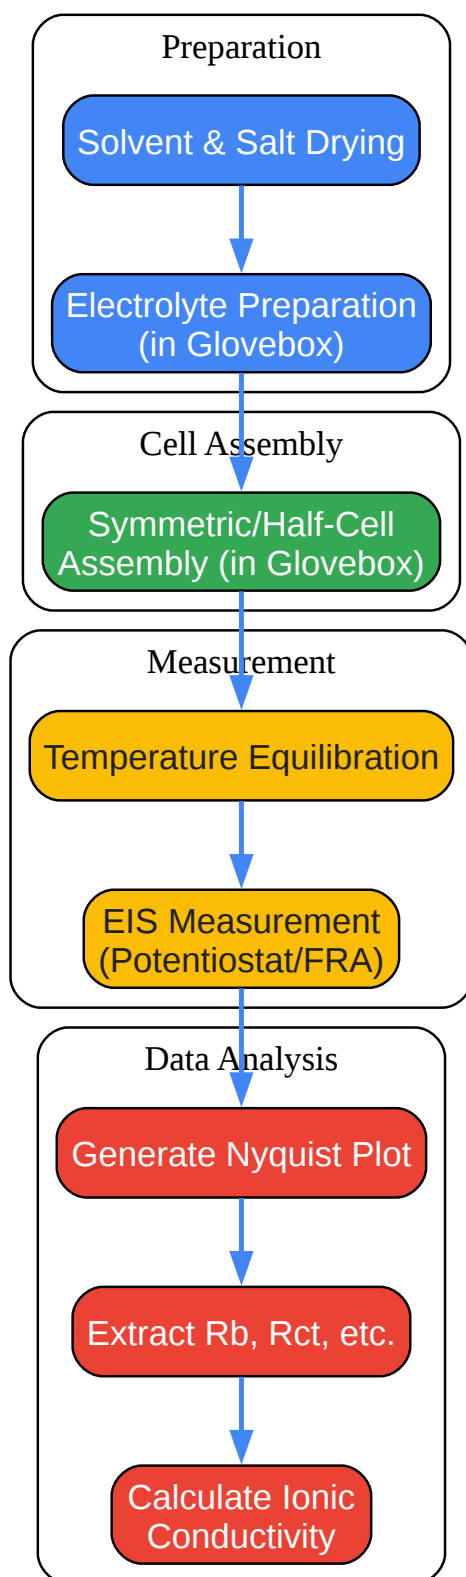 Preparation
Solvent & Salt Drying
Electrolyte Preparation
(in Glovebox)
Cell Assembly
Symmetric/Half-Cell
Assembly (in Glovebox)
Measurement
Temperature Equilibration
EIS Measurement
(Potentiostat/FRA)
Data Analysis
Generate Nyquist Plot
Extract Rb, Rct, etc.
Calculate Ionic
Conductivity